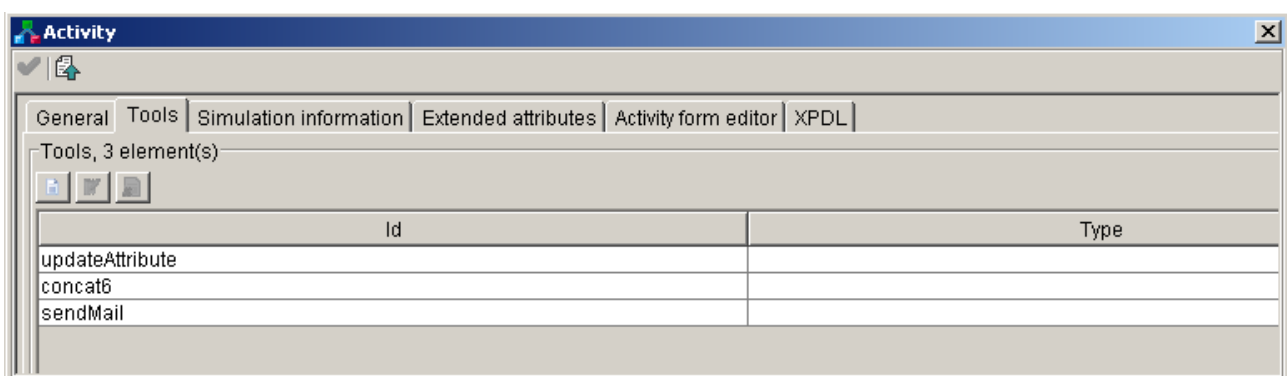 Activity
General Tools Simulation information Extended attributes Activity form editor XPDL
Tools, 3 element(s)
Id Type
updateAttribute
concat6
sendMail